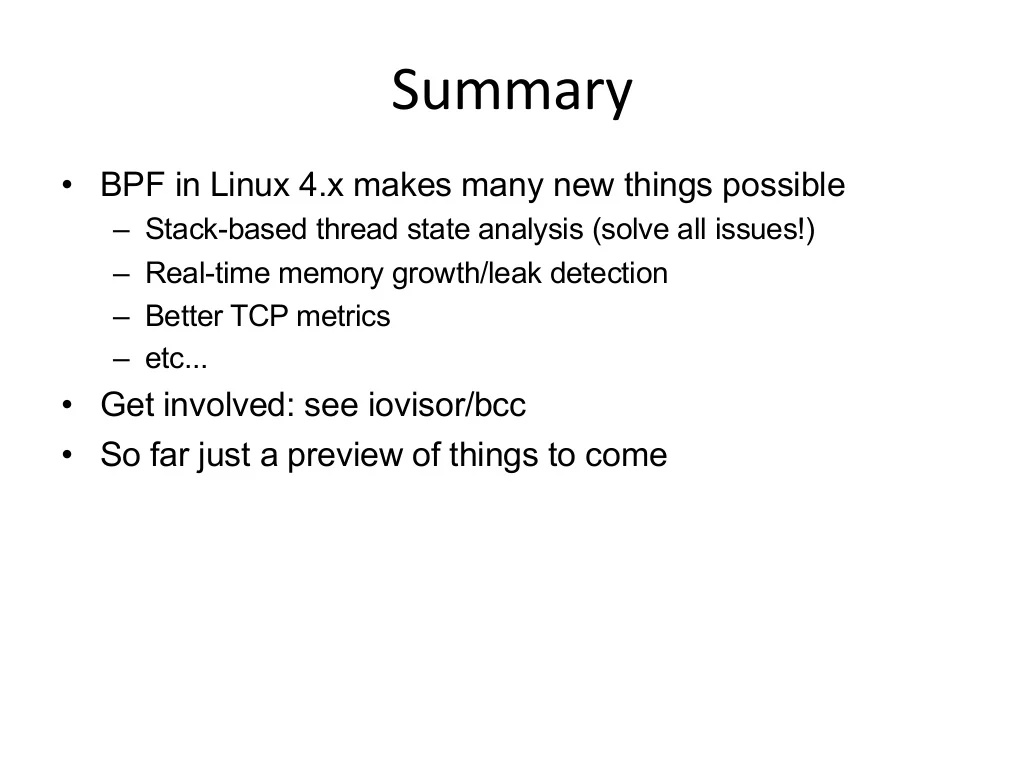 Summary
• BPF in Linux 4.x makes many new things possible
– Stack-based thread state analysis (solve all issues!)
– Real-time memory growth/leak detection
– Better TCP metrics
– etc...
• Get involved: see iovisor/bcc
• So far just a preview of things to come